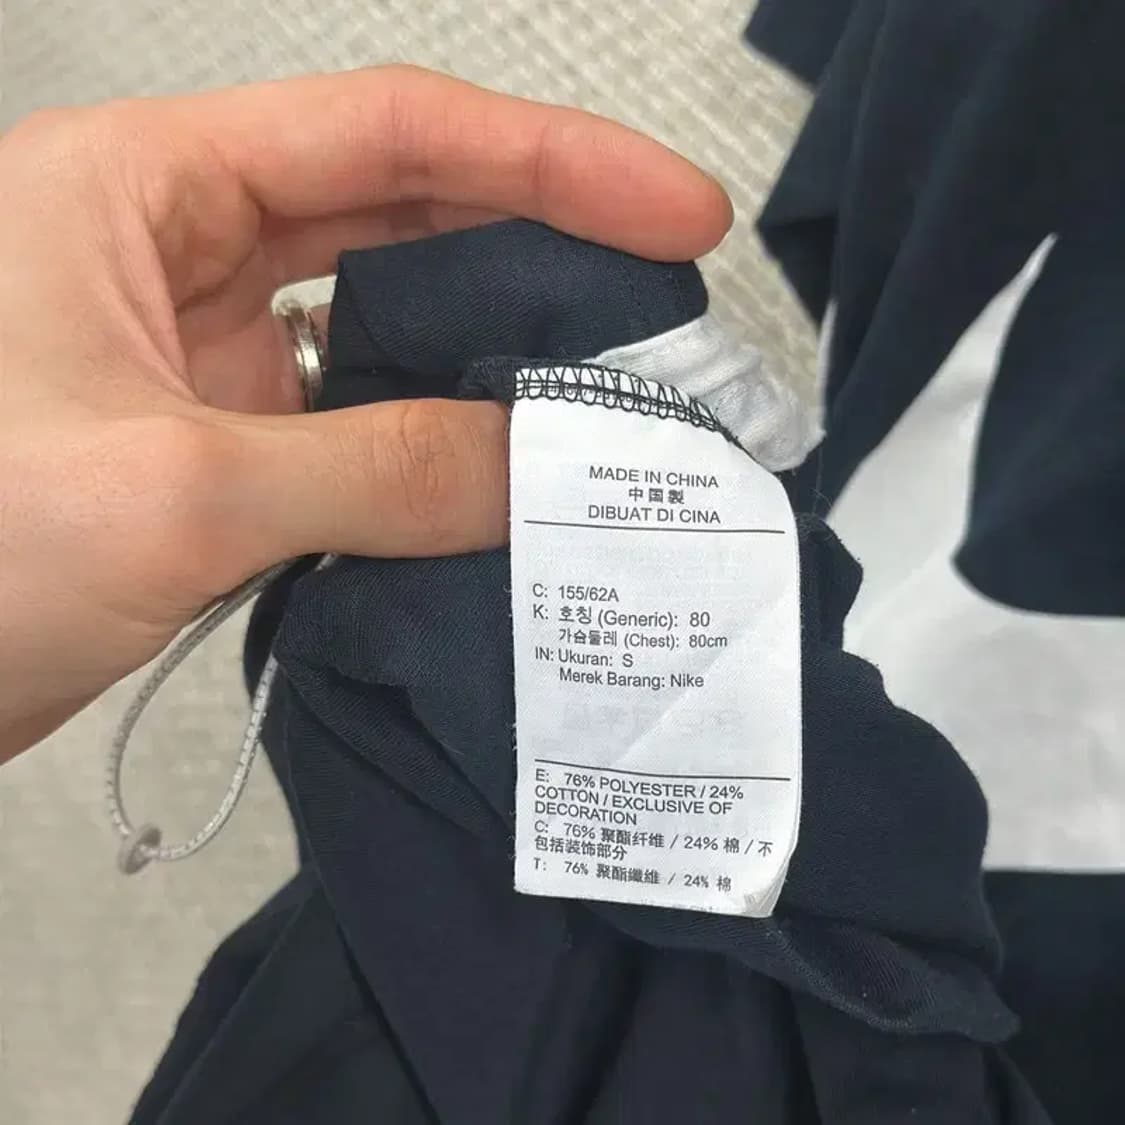 MADE IN CHINA
中国製
DIBUAT DI CINA
C: 155/62A
K: 호칭 (Generic): 80
가슴둘레 (Chest): 80cm
IN: Ukuran: S
Merek Barang: Nike
E: 76% POLYESTER / 24%
COTTON / EXCLUSIVE OF
DECORATION
C: 76% 聚酯纤维 / 24% 棉 / 不
包括装饰部分
T: 76% 聚酯纖維 / 24% 棉